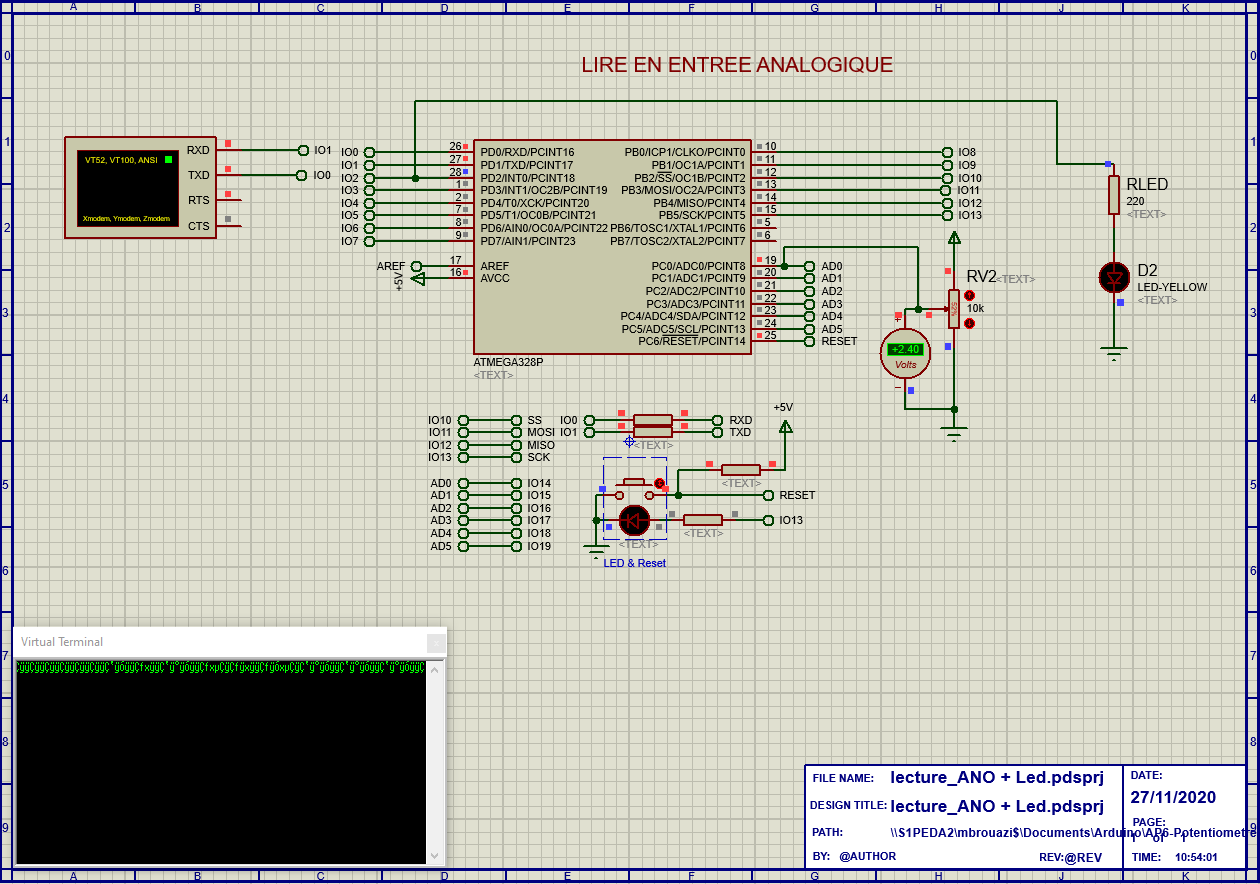 A B C D E F G H J K
0 0
LIRE EN ENTREE ANALOGIQUE
1 1
VT52, VT100, ANSI
Xmodem, Ymodem, Zmodem
RXD IO1
TXD IO0
RTS
CTS
IO0 26 PD0/RXD/PCINT16 PB0/ICP1/CLKO/PCINT0 10 IO8
IO1 27 PD1/TXD/PCINT17 PB1/OC1A/PCINT1 11 IO9
IO2 28 PD2/INT0/PCINT18 PB2/SS/OC1B/PCINT2 12 IO10
IO3 1 PD3/INT1/OC2B/PCINT19 PB3/MOSI/OC2A/PCINT3 13 IO11
IO4 2 PD4/T0/XCK/PCINT20 PB4/MISO/PCINT4 14 IO12
IO5 7 PD5/T1/OC0B/PCINT21 PB5/SCK/PCINT5 15 IO13
IO6 8 PD6/AIN0/OC0A/PCINT22 PB6/TOSC1/XTAL1/PCINT6 5
IO7 9 PD7/AIN1/PCINT23 PB7/TOSC2/XTAL2/PCINT7 6
RLED
220
<TEXT>
2 2
AREF 17 AREF PC0/ADC0/PCINT8 19 AD0
+5V 16 AVCC PC1/ADC1/PCINT9 20 AD1
PC2/ADC2/PCINT10 21 AD2
PC3/ADC3/PCINT11 22 AD3
PC4/ADC4/SDA/PCINT12 23 AD4
PC5/ADC5/SCL/PCINT13 24 AD5
PC6/RESET/PCINT14 25 RESET
ATMEGA328P
<TEXT>
RV2 <TEXT>
52%
10k
D2
LED-YELLOW
<TEXT>
3 3
+
+2.40
Volts
−
4 4
IO10 SS
IO11 MOSI
IO12 MISO
IO13 SCK
IO0 RXD
IO1 TXD
<TEXT>
+5V
<TEXT>
RESET
IO13
<TEXT>
<TEXT>
LED & Reset
5 5
AD0 IO14
AD1 IO15
AD2 IO16
AD3 IO17
AD4 IO18
AD5 IO19
6 6
Virtual Terminal
7 7
8 8
9 9
FILE NAME: lecture_ANO + Led.pdsprj
DESIGN TITLE: lecture_ANO + Led.pdsprj
PATH: \\S1PEDA2\mbrouazi$\Documents\Arduino\AP6-Potentiometre
BY: @AUTHOR REV:@REV
DATE:
27/11/2020
PAGE:
of
TIME: 10:54:01
A B C D E F G H J K